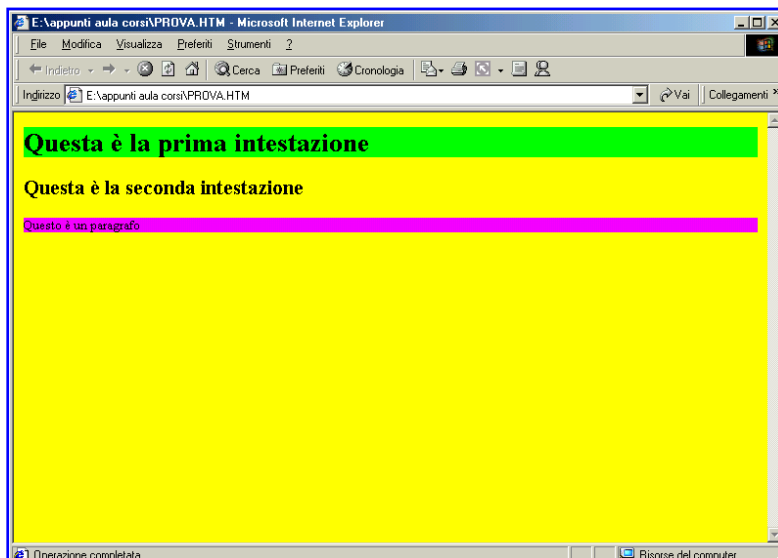 E:\appunti aula corsi\PROVA.HTM - Microsoft Internet Explorer
File Modifica Visualizza Preferiti Strumenti ?
Indietro Cerca Preferiti Cronologia
Indirizzo E:\appunti aula corsi\PROVA.HTM Vai Collegamenti »
Questa è la prima intestazione
Questa è la seconda intestazione
Questo è un paragrafo
Operazione completata Risorse del computer